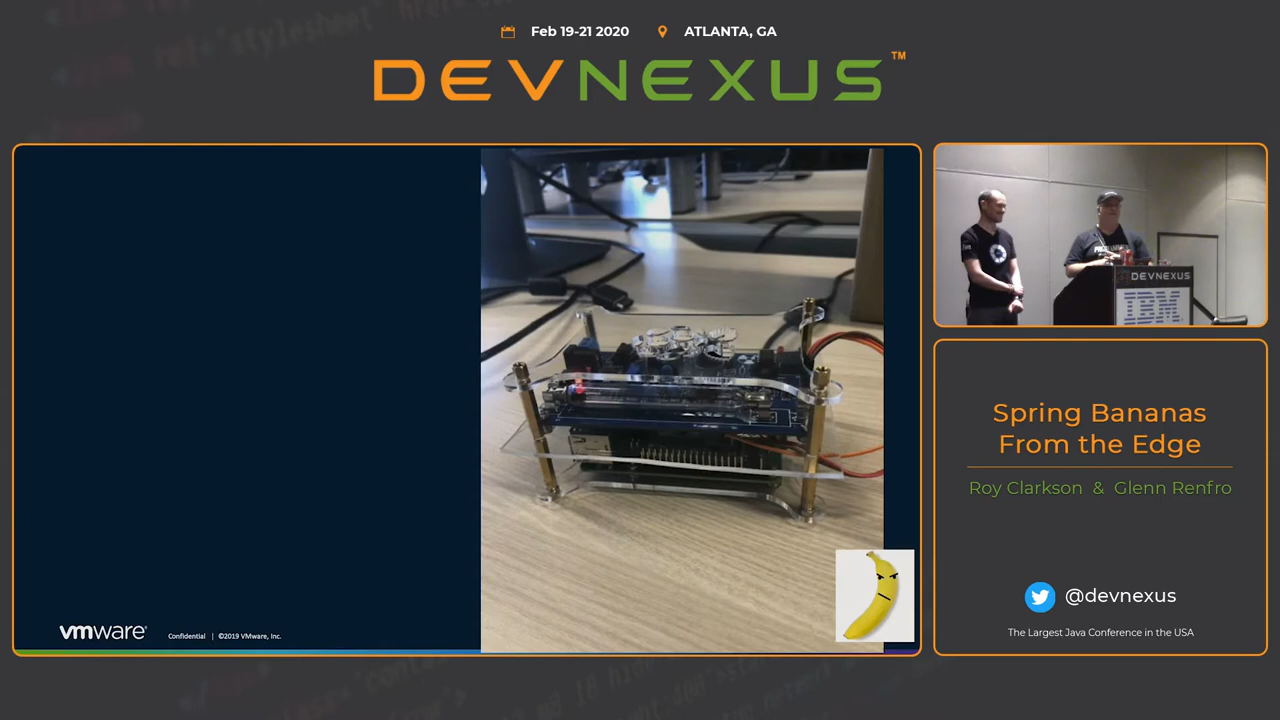 Feb 19-21 2020
ATLANTA, GA
DEVNEXUS™
DEVNEXUS
IBM
Spring Bananas
From the Edge
Roy Clarkson & Glenn Renfro
@devnexus
The Largest Java Conference in the USA
vmware®
Confidential | ©2019 VMware, Inc.